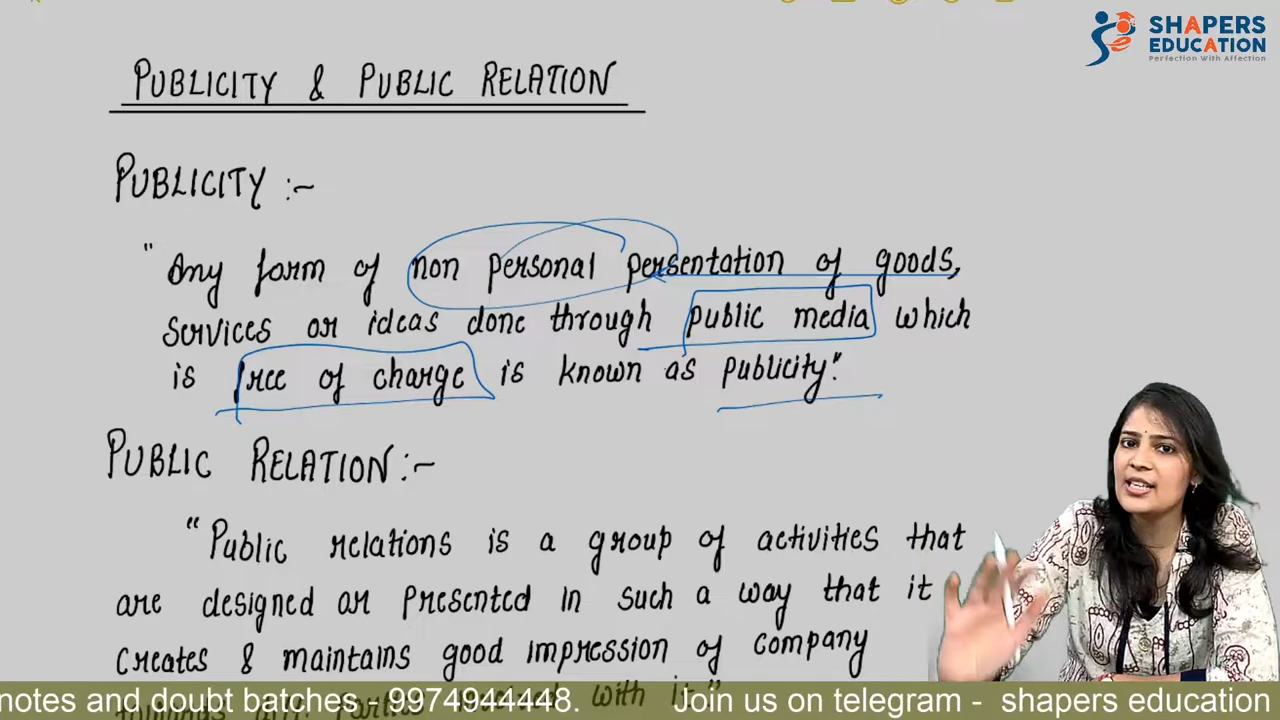 SHAPERS
EDUCATION
Perfection With Affection
PUBLICITY & PUBLIC RELATION
PUBLICITY :-
"Any form of non personal persentation of goods,
services or ideas done through public media which
is free of charge is known as publicity".
PUBLIC RELATION :-
"Public relations is a group of activities that
are designed or presented in such a way that it
creates & maintains good impression of company
with it"
notes and doubt batches - 9974944448. Join us on telegram - shapers education